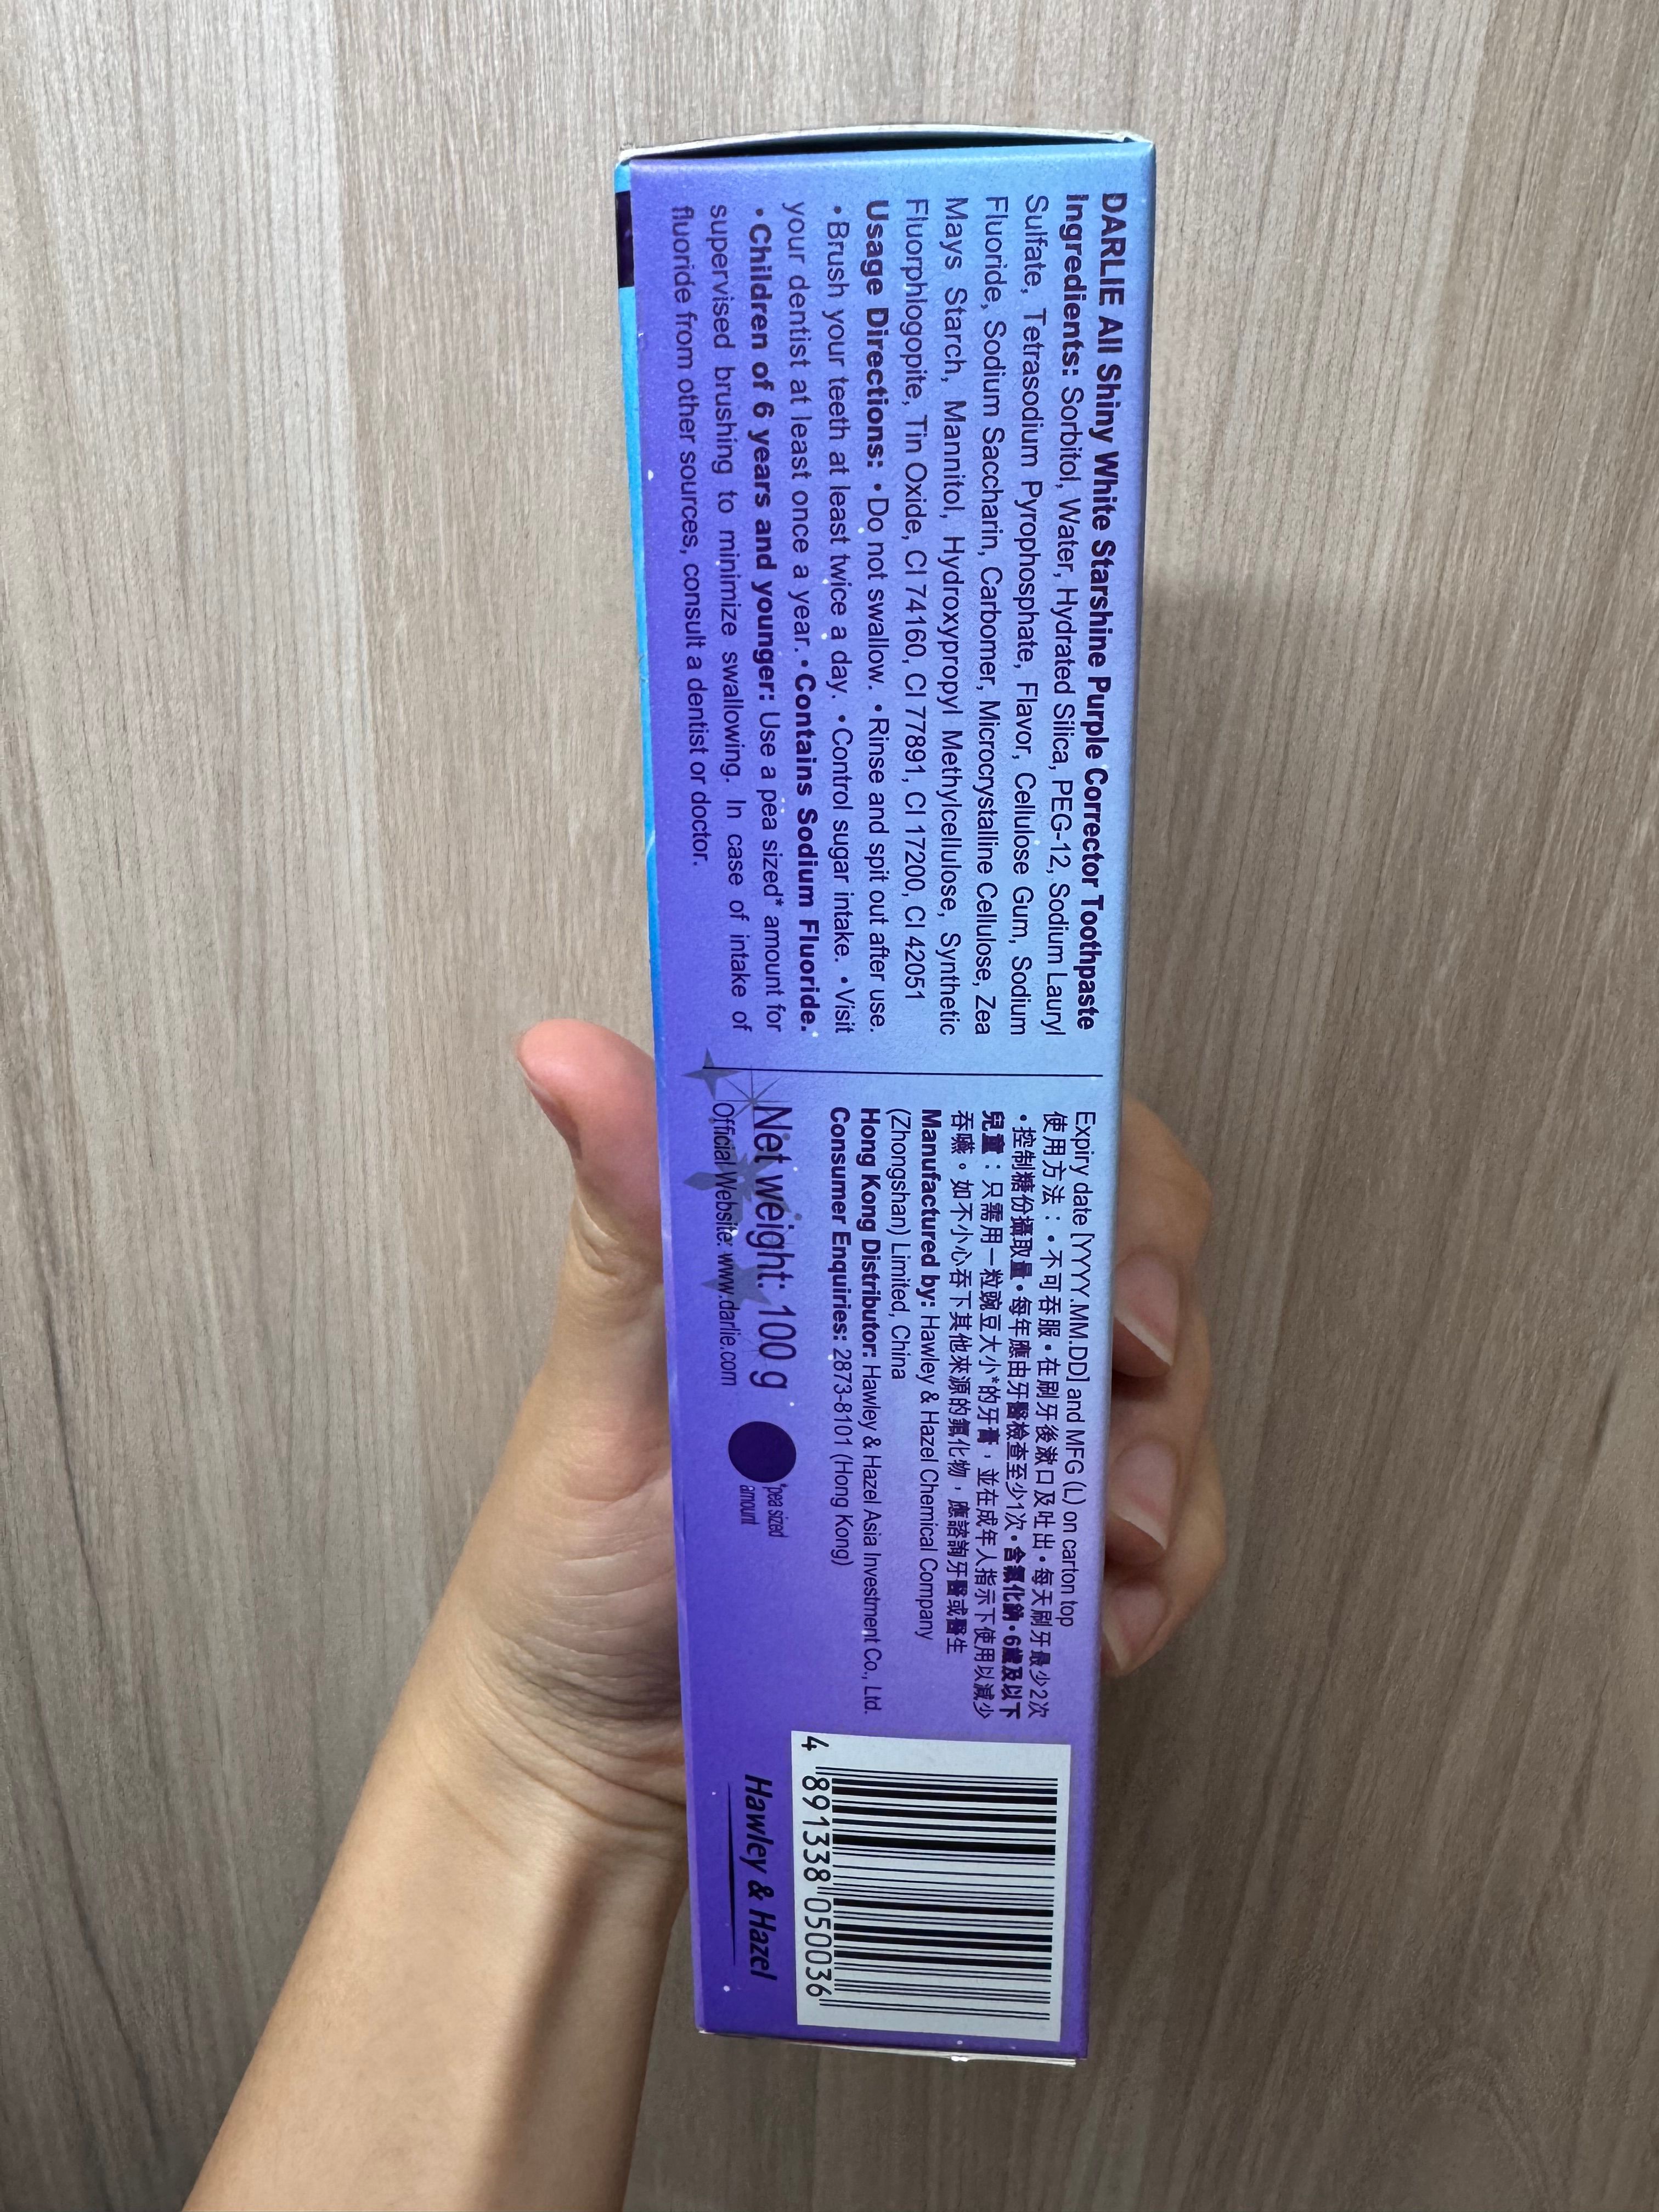 DARLIE All Shiny White Starshine Purple Corrector Toothpaste
Ingredients: Sorbitol, Water, Hydrated Silica, PEG-12, Sodium Lauryl
Sulfate, Tetrasodium Pyrophosphate, Flavor, Cellulose Gum, Sodium
Fluoride, Sodium Saccharin, Carbomer, Microcrystalline Cellulose, Zea
Mays Starch, Mannitol, Hydroxypropyl Methylcellulose, Synthetic
Fluorphlogopite, Tin Oxide, CI 74160, CI 77891, CI 17200, CI 42051
Usage Directions: •Do not swallow. •Rinse and spit out after use.
•Brush your teeth at least twice a day. •Control sugar intake. •Visit
your dentist at least once a year. •Contains Sodium Fluoride.
•Children of 6 years and younger: Use a pea sized* amount for
supervised brushing to minimize swallowing. In case of intake of
fluoride from other sources, consult a dentist or doctor.
Expiry date [YYYY.MM.DD] and MFG (L) on carton top
使用方法：•不可吞服•在刷牙後漱口及吐出•每天刷牙最少2次
•控制糖份攝取量•每年應由牙醫檢查至少1次•含氟化鈉•6歲及以下
兒童：只需用一粒豌豆大小*的牙膏，並在成年人指示下使用以減少
吞嚥。如不小心吞下其他來源的氟化物，應諮詢牙醫或醫生
Manufactured by: Hawley & Hazel Chemical Company
(Zhongshan) Limited, China
Hong Kong Distributor: Hawley & Hazel Asia Investment Co., Ltd.
Consumer Enquiries: 2873-8101 (Hong Kong)
Net weight: 100 g
*pea sized
amount
Official Website: www.darlie.com
4 891338 050036
Hawley & Hazel